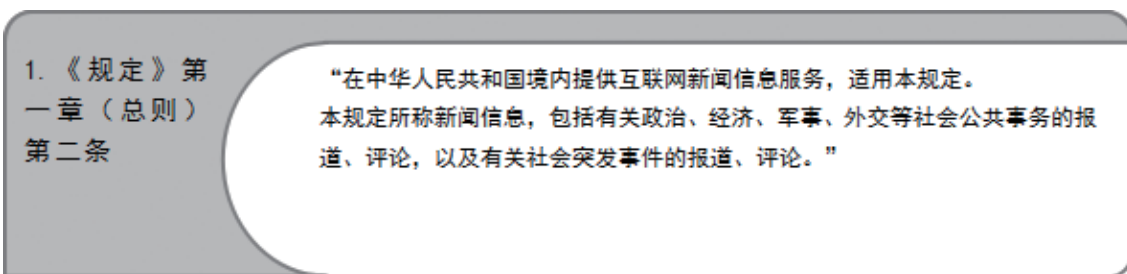 1. 《规定》第
一章（总则）
第二条
“在中华人民共和国境内提供互联网新闻信息服务，适用本规定。
本规定所称新闻信息，包括有关政治、经济、军事、外交等社会公共事务的报
道、评论，以及有关社会突发事件的报道、评论。”